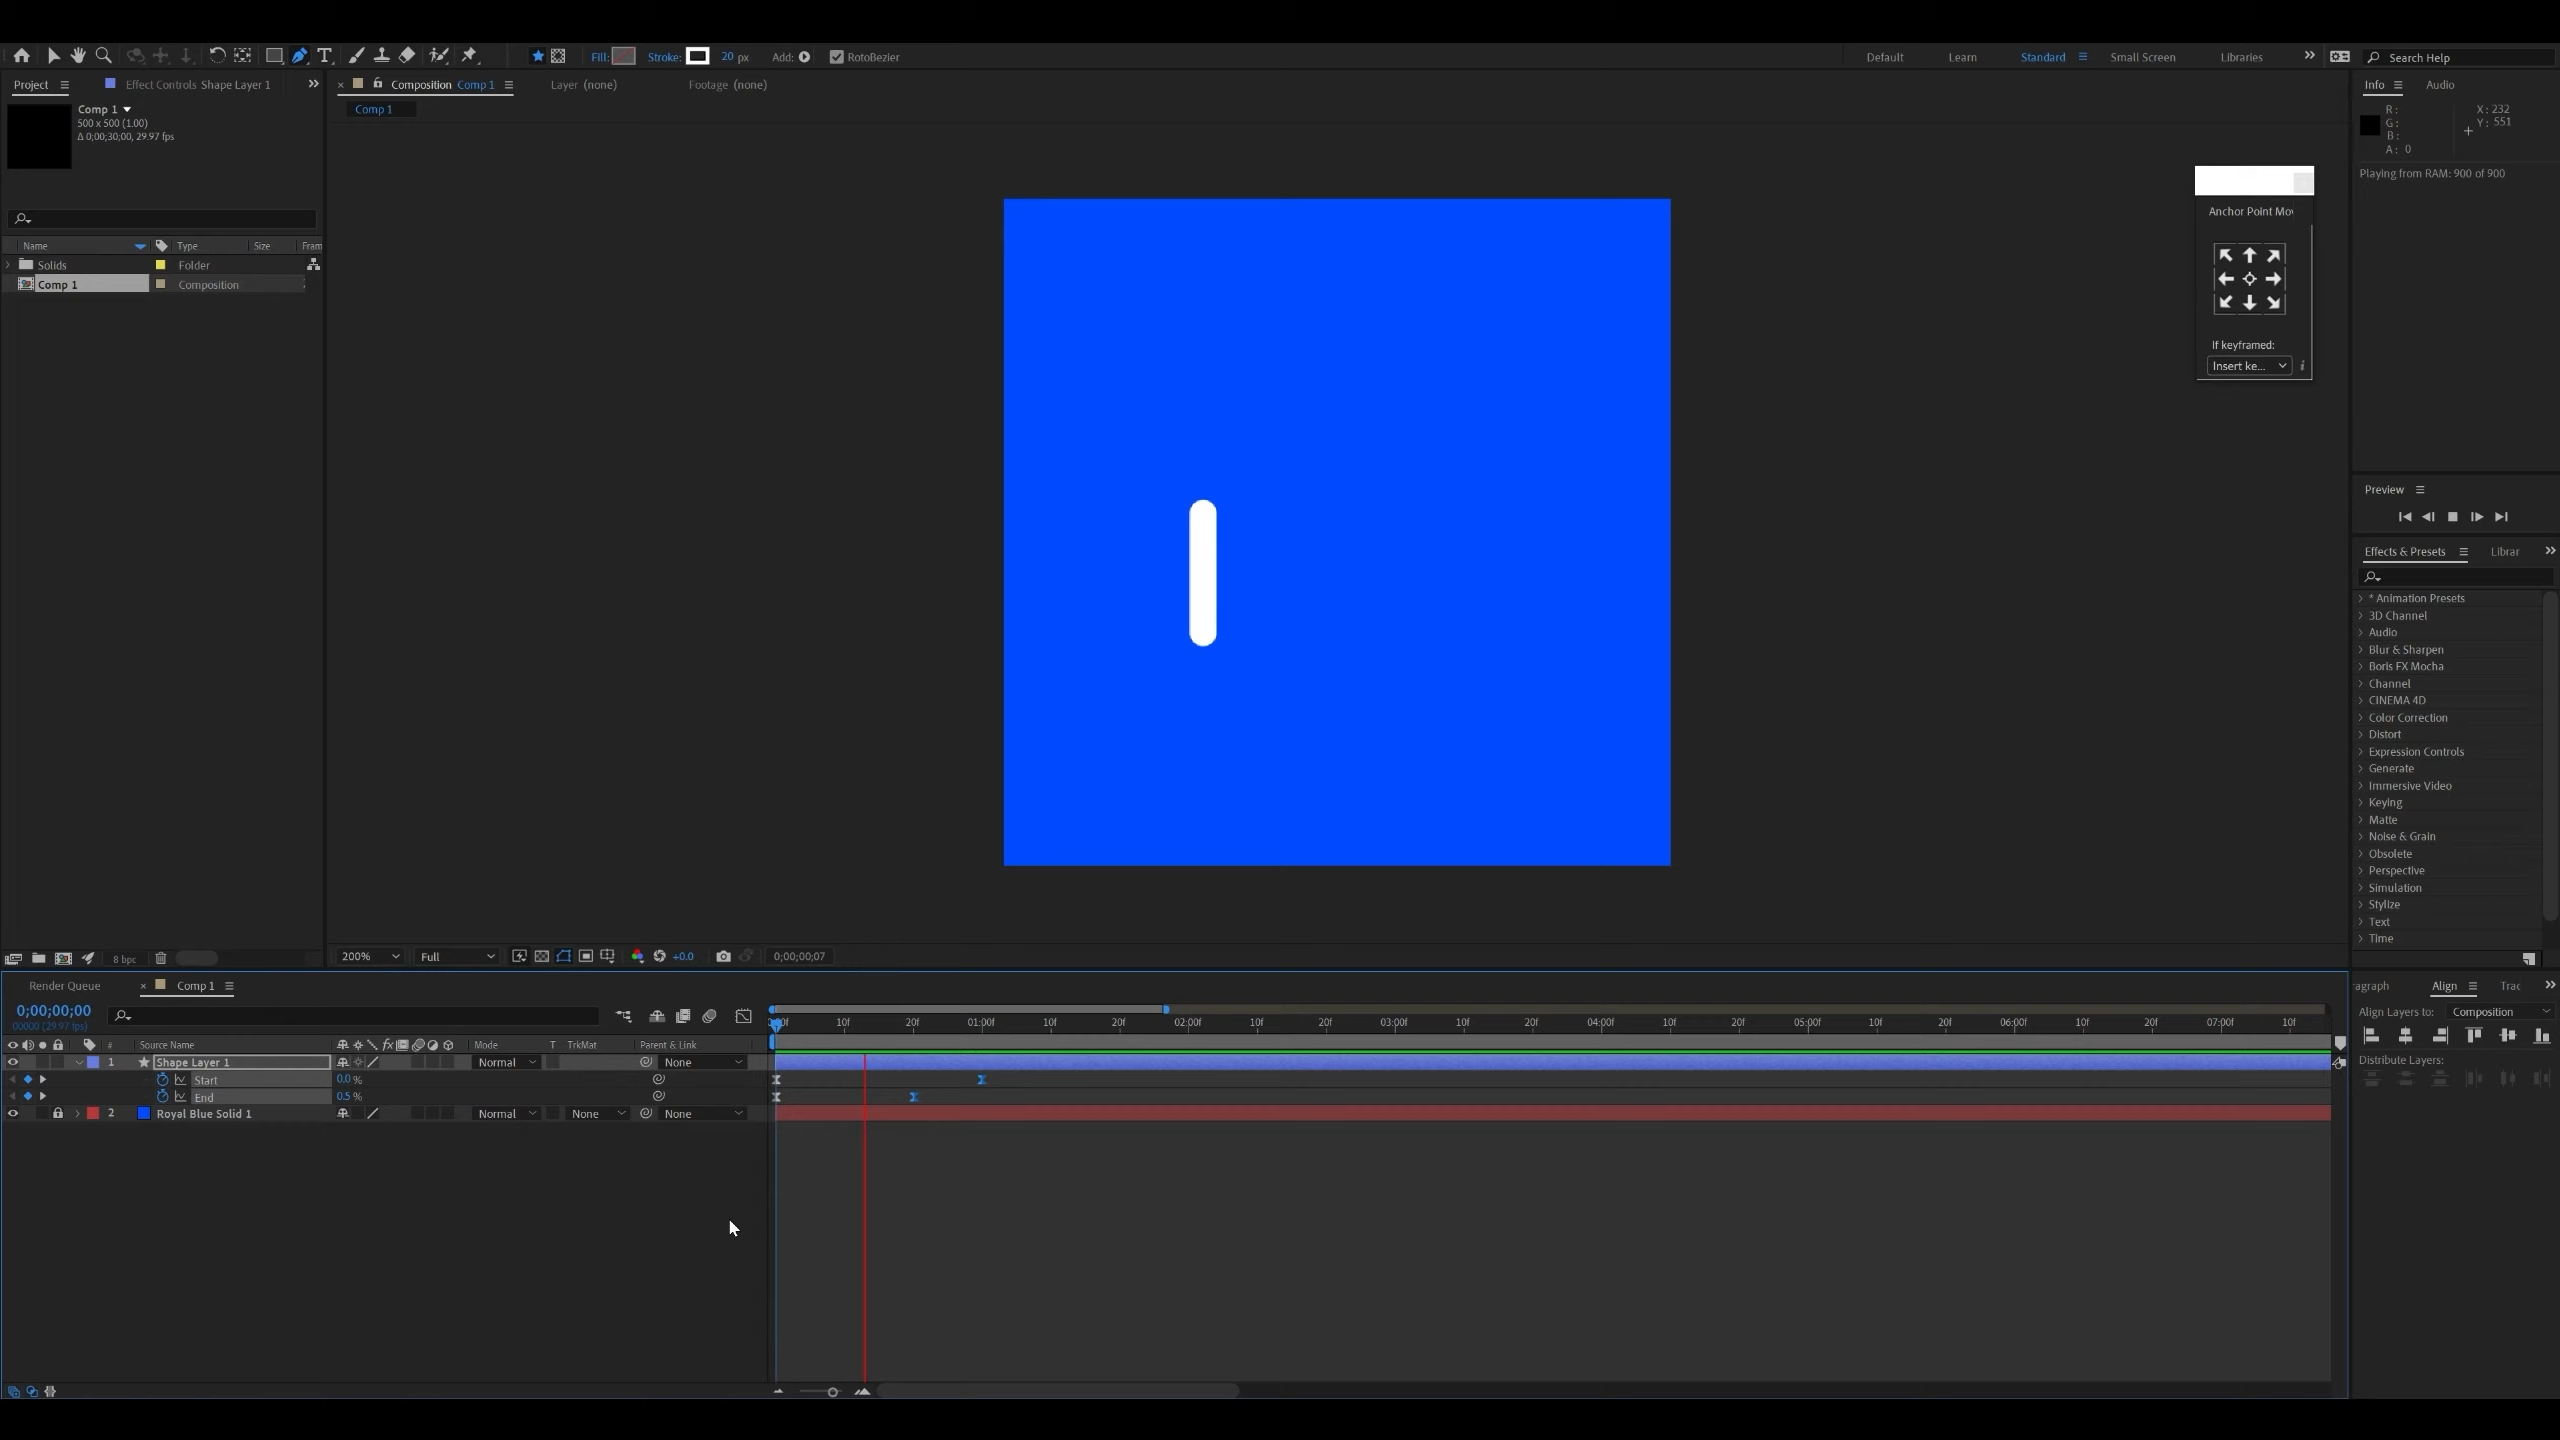 Fill: Stroke: 20 px Add: RotoBezier Default Learn Standard Small Screen Libraries Search Help
Project Effect Controls Shape Layer 1
Composition Comp 1 Layer (none) Footage (none)
Info Audio
Comp 1
500 x 500 (1.00)
Δ 0;00;30;00, 29.97 fps
Comp 1
R: X: 232
G: Y: 551
B:
A: 0
Playing from RAM: 900 of 900
Anchor Point Mov
If keyframed:
Insert ke...
Name Type Size Fram
Solids Folder
Comp 1 Composition
Preview
Effects & Presets Librar
* Animation Presets
3D Channel
Audio
Blur & Sharpen
Boris FX Mocha
Channel
CINEMA 4D
Color Correction
Distort
Expression Controls
Generate
Immersive Video
Keying
Matte
Noise & Grain
Obsolete
Perspective
Simulation
Stylize
Text
Time
8 bpc
200% Full +0.0 0;00;00;07
Render Queue Comp 1
ragraph Align Trac
Align Layers to: Composition
Distribute Layers:
0;00;00;00
00000 (29.97 fps)
10f 20f 01:00f 10f 20f 02:00f 10f 20f 03:00f 10f 20f 04:00f 10f 20f 05:00f 10f 20f 06:00f 10f 20f 07:00f 10f
# Source Name fx Mode T TrkMat Parent & Link
1 Shape Layer 1 Normal None
Start 0.0 %
End 0.5 %
2 Royal Blue Solid 1 Normal None None